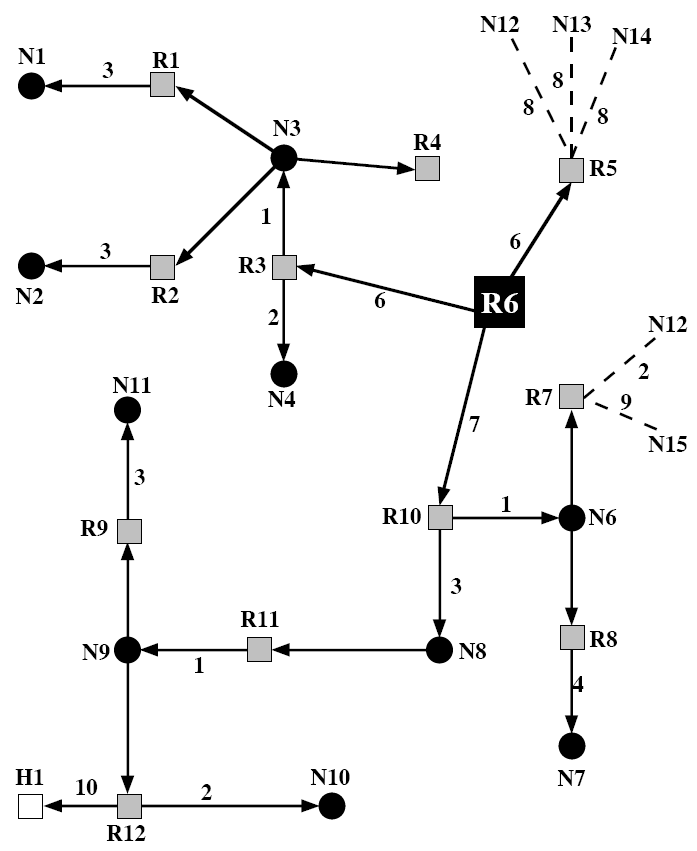 N12 N13 N14
N1 3 R1
8 8 8
N3 R4
R5
1 6
N2 3 R2 R3 6 R6
2
N12
N11 N4 R7 2
9
7 N15
3
R10 1 N6
R9
3
R11 R8
N9 1 N8
4
H1 10 2 N10 N7
R12